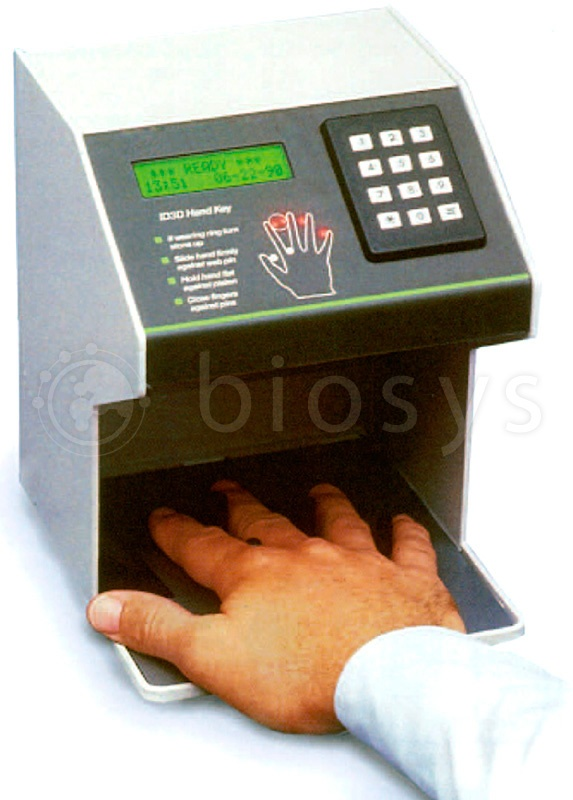 *** READY ***
13:51 06-22-90
1 2 3
4 5 6
7 8 9
* 0 #
ID3D Hand Key
If wearing ring turn
stone up
Slide hand firmly
against web pin
Hold hand flat
against platen
Close fingers
against pins
biosys